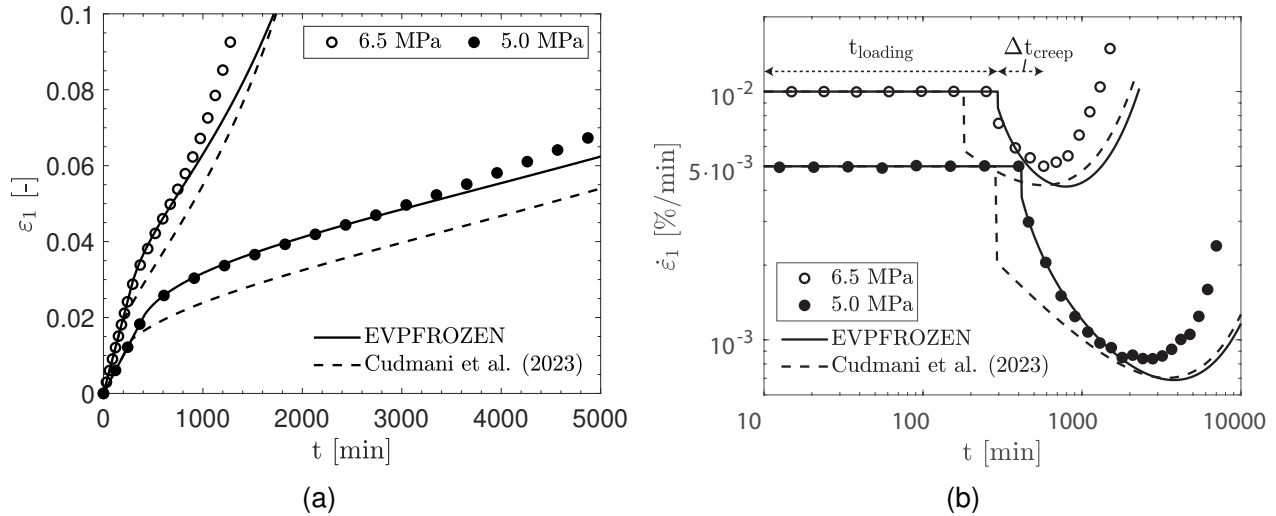 0.1
0.08
0.06
0.04
0.02
0
ε₁ [-]
6.5 MPa
5.0 MPa
EVPFROZEN
Cudmani et al. (2023)
0 1000 2000 3000 4000 5000
t [min]
(a)
10⁻²
5·10⁻³
10⁻³
ε̇₁ [%/min]
t_loading
Δt_creep
6.5 MPa
5.0 MPa
EVPFROZEN
Cudmani et al. (2023)
10 100 1000 10000
t [min]
(b)